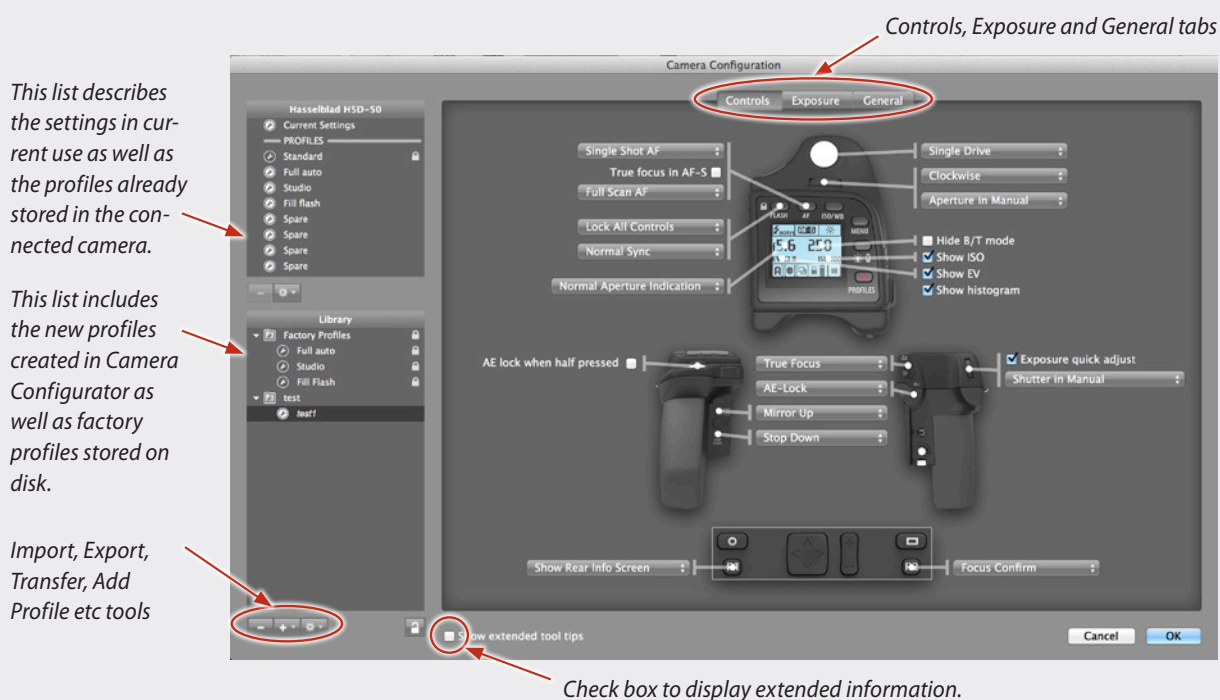 Controls, Exposure and General tabs
This list describes
the settings in cur-
rent use as well as
the profiles already
stored in the con-
nected camera.
This list includes
the new profiles
created in Camera
Configurator as
well as factory
profiles stored on
disk.
Import, Export,
Transfer, Add
Profile etc tools
Camera Configuration
Hasselblad H5D-50
Current Settings
PROFILES
Standard
Full auto
Studio
Fill flash
Spare
Spare
Spare
Spare
Library
Factory Profiles
Full auto
Studio
Fill Flash
test
test1
Controls Exposure General
Single Shot AF
True focus in AF-S
Full Scan AF
Lock All Controls
Normal Sync
Normal Aperture Indication
Single Drive
Clockwise
Aperture in Manual
Hide B/T mode
Show ISO
Show EV
Show histogram
FLASH AF ISO/WB
MENU
PROFILES
5.6 250
AE lock when half pressed
True Focus
AE-Lock
Mirror Up
Stop Down
Exposure quick adjust
Shutter in Manual
Show Rear Info Screen
Focus Confirm
Show extended tool tips
Cancel OK
Check box to display extended information.